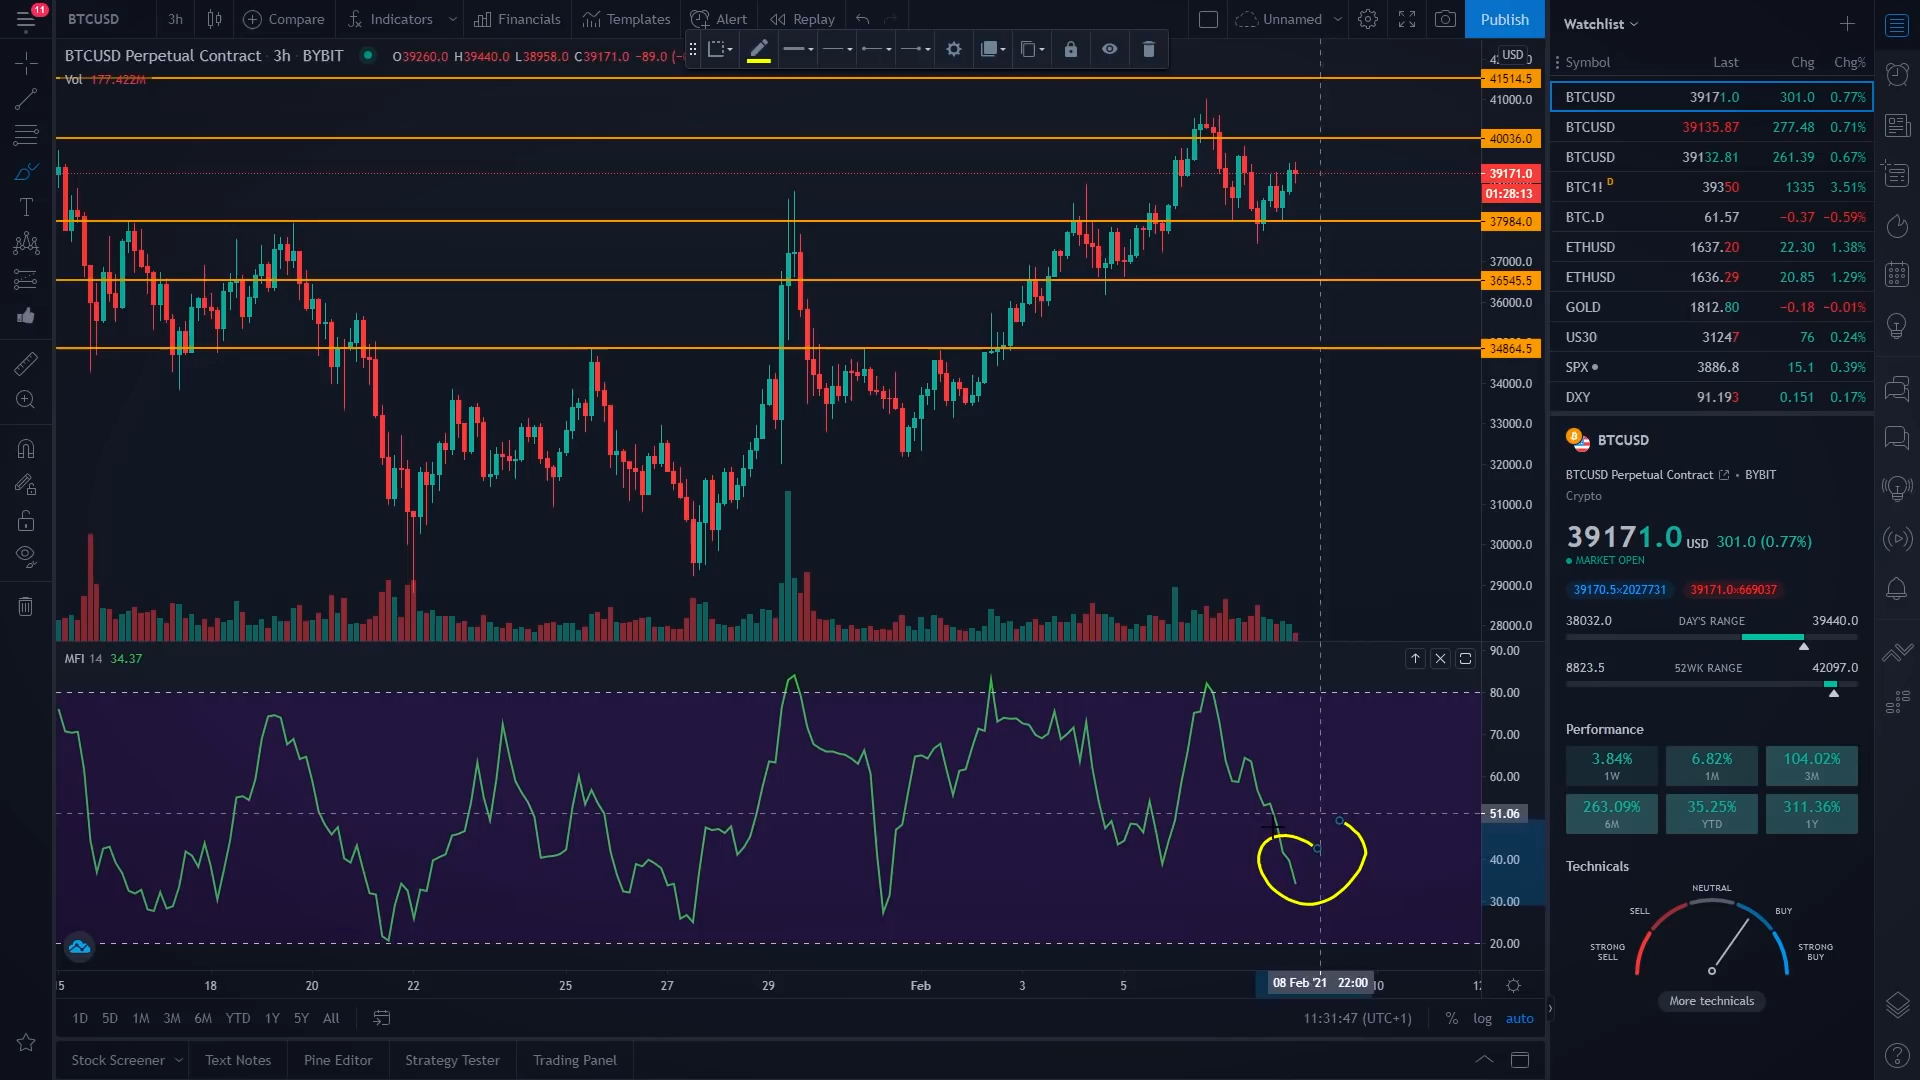 11
BTCUSD 3h Compare Indicators Financials Templates Alert Replay Unnamed Publish
BTCUSD Perpetual Contract · 3h · BYBIT O39260.0 H39440.0 L38958.0 C39171.0 -89.0
Vol 177.422M
USD
41514.5
41000.0
40036.0
39171.0
01:28:13
37984.0
37000.0
36545.5
36000.0
34864.5
34000.0
33000.0
32000.0
31000.0
30000.0
29000.0
28000.0
MFI 14 34.37
90.00
80.00
70.00
60.00
51.06
40.00
30.00
20.00
18 20 22 25 27 29 Feb 3 5 08 Feb '21 22:00 10
1D 5D 1M 3M 6M YTD 1Y 5Y All 11:31:47 (UTC+1) % log auto
Stock Screener Text Notes Pine Editor Strategy Tester Trading Panel
Watchlist
Symbol Last Chg Chg%
BTCUSD 39171.0 301.0 0.77%
BTCUSD 39135.87 277.48 0.71%
BTCUSD 39132.81 261.39 0.67%
BTC1! D 39350 1335 3.51%
BTC.D 61.57 −0.37 −0.59%
ETHUSD 1637.20 22.30 1.38%
ETHUSD 1636.29 20.85 1.29%
GOLD 1812.80 −0.18 −0.01%
US30 31247 76 0.24%
SPX 3886.8 15.1 0.39%
DXY 91.193 0.151 0.17%
BTCUSD
BTCUSD Perpetual Contract • BYBIT
Crypto
39171.0 USD 301.0 (0.77%)
MARKET OPEN
39170.5×2027731 39171.0×669037
38032.0 DAY'S RANGE 39440.0
8823.5 52WK RANGE 42097.0
Performance
3.84% 6.82% 104.02%
1W 1M 3M
263.09% 35.25% 311.36%
6M YTD 1Y
Technicals
NEUTRAL
SELL BUY
STRONG SELL STRONG BUY
More technicals